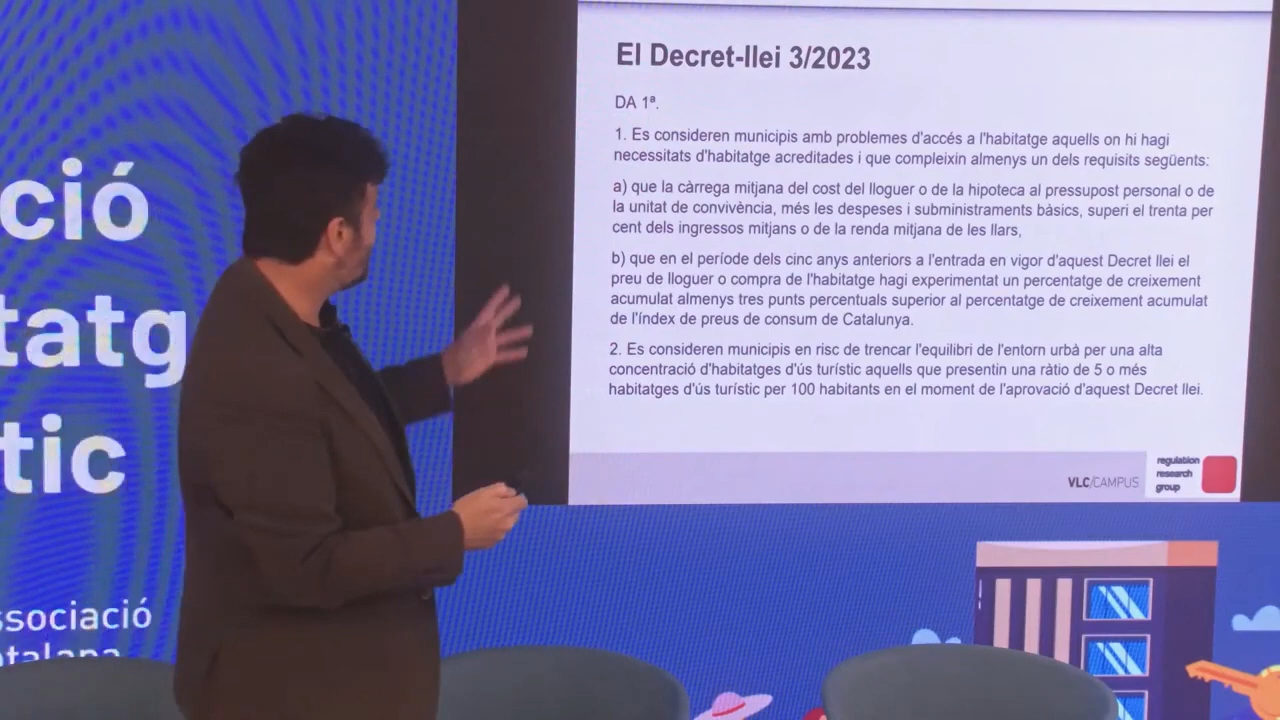 ció
tatg
tic
ssociació
El Decret-llei 3/2023
DA 1ª.
1. Es consideren municipis amb problemes d'accés a l'habitatge aquells on hi hagi
necessitats d'habitatge acreditades i que compleixin almenys un dels requisits següents:
a) que la càrrega mitjana del cost del lloguer o de la hipoteca al pressupost personal o de
la unitat de convivència, més les despeses i subministraments bàsics, superi el trenta per
cent dels ingressos mitjans o de la renda mitjana de les llars,
b) que en el període dels cinc anys anteriors a l'entrada en vigor d'aquest Decret llei el
preu de lloguer o compra de l'habitatge hagi experimentat un percentatge de creixement
acumulat almenys tres punts percentuals superior al percentatge de creixement acumulat
de l'índex de preus de consum de Catalunya.
2. Es consideren municipis en risc de trencar l'equilibri de l'entorn urbà per una alta
concentració d'habitatges d'ús turístic aquells que presentin una ràtio de 5 o més
habitatges d'ús turístic per 100 habitants en el moment de l'aprovació d'aquest Decret llei.
VLC/CAMPUS
regulation
research
group